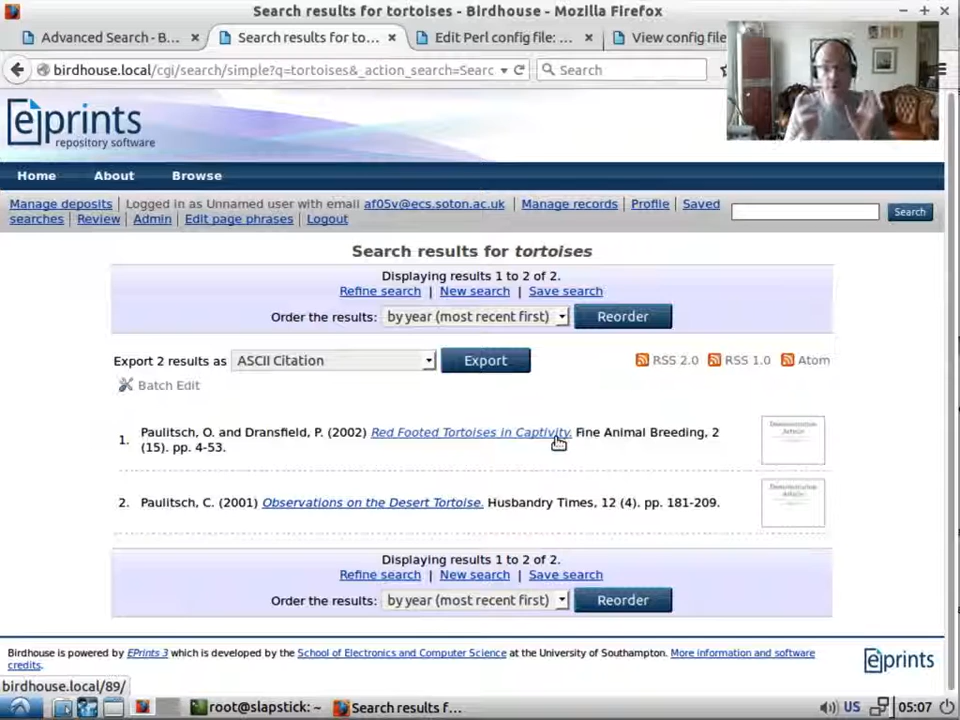 Search results for tortoises - Birdhouse - Mozilla Firefox
Advanced Search - B... × Search results for to... × Edit Perl config file: ... × View config file
birdhouse.local/cgi/search/simple?q=tortoises&_action_search=Searc Search
eprints
repository software
Home About Browse
Manage deposits | Logged in as Unnamed user with email af05v@ecs.soton.ac.uk | Manage records | Profile | Saved
searches | Review | Admin | Edit page phrases | Logout Search
Search results for tortoises
Displaying results 1 to 2 of 2.
Refine search | New search | Save search
Order the results: by year (most recent first) Reorder
Export 2 results as ASCII Citation Export RSS 2.0 RSS 1.0 Atom
Batch Edit
1. Paulitsch, O. and Dransfield, P. (2002) Red Footed Tortoises in Captivity. Fine Animal Breeding, 2
(15). pp. 4-53.
2. Paulitsch, C. (2001) Observations on the Desert Tortoise. Husbandry Times, 12 (4). pp. 181-209.
Displaying results 1 to 2 of 2.
Refine search | New search | Save search
Order the results: by year (most recent first) Reorder
Birdhouse is powered by EPrints 3 which is developed by the School of Electronics and Computer Science at the University of Southampton. More information and software
credits. eprints
birdhouse.local/89/
root@slapstick: ~ Search results f... US 05:07